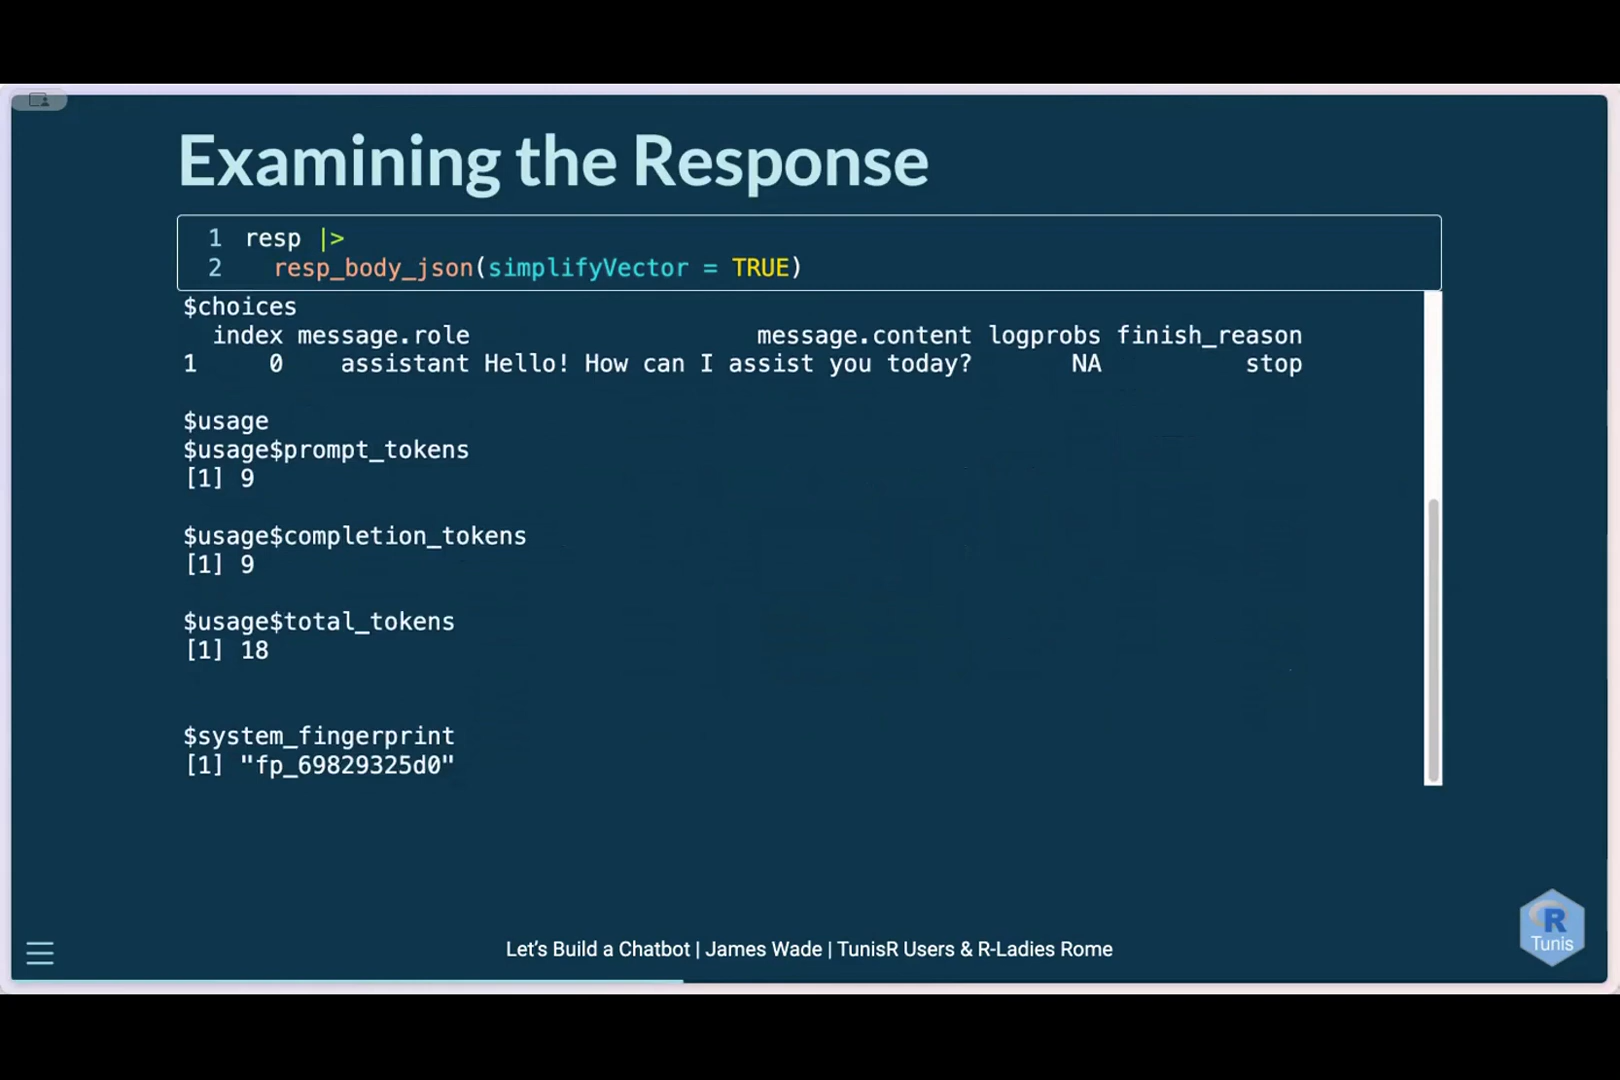 Examining the Response
1 resp |>
2   resp_body_json(simplifyVector = TRUE)
$choices
  index message.role                    message.content logprobs finish_reason
1     0    assistant Hello! How can I assist you today?       NA          stop
$usage
$usage$prompt_tokens
[1] 9
$usage$completion_tokens
[1] 9
$usage$total_tokens
[1] 18
$system_fingerprint
[1] "fp_69829325d0"
Let's Build a Chatbot | James Wade | TunisR Users & R-Ladies Rome
R
Tunis